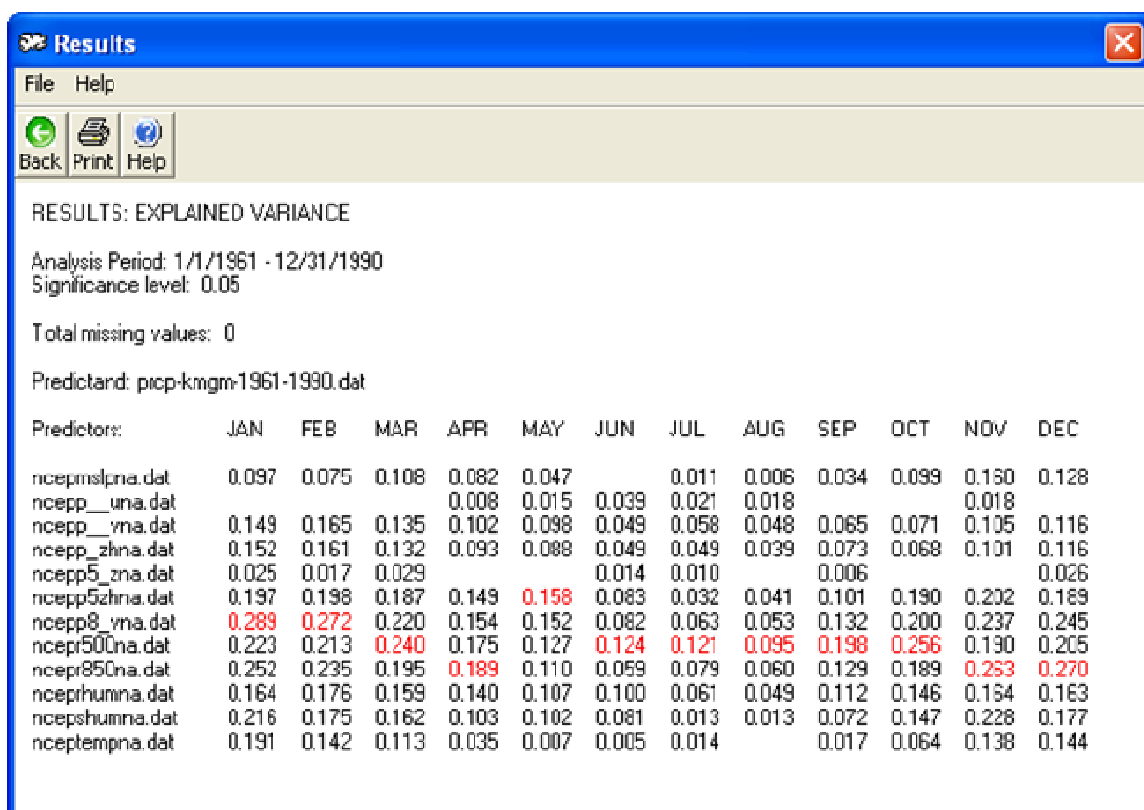 Results
File Help
Back Print Help
RESULTS: EXPLAINED VARIANCE
Analysis Period: 1/1/1961 - 12/31/1990
Significance level: 0.05
Total missing values: 0
Predictand: prcp-kmgm-1961-1990.dat
Predictors: JAN FEB MAR APR MAY JUN JUL AUG SEP OCT NOV DEC
ncepmslpna.dat 0.097 0.075 0.108 0.082 0.047 0.011 0.006 0.034 0.099 0.160 0.128
ncepp__una.dat 0.008 0.015 0.039 0.021 0.018 0.018
ncepp__vna.dat 0.149 0.165 0.135 0.102 0.098 0.049 0.058 0.048 0.065 0.071 0.105 0.116
ncepp_zhna.dat 0.152 0.161 0.132 0.093 0.088 0.049 0.049 0.039 0.073 0.068 0.101 0.116
ncepp5_zna.dat 0.025 0.017 0.029 0.014 0.010 0.006 0.026
ncepp5zhna.dat 0.197 0.198 0.187 0.149 0.158 0.083 0.032 0.041 0.101 0.190 0.202 0.189
ncepp8_vna.dat 0.289 0.272 0.220 0.154 0.152 0.082 0.063 0.053 0.132 0.200 0.237 0.245
ncepr500na.dat 0.223 0.213 0.240 0.175 0.127 0.124 0.121 0.095 0.198 0.256 0.190 0.205
ncepr850na.dat 0.252 0.235 0.195 0.189 0.110 0.059 0.079 0.060 0.129 0.189 0.263 0.270
nceprhumna.dat 0.164 0.176 0.159 0.140 0.107 0.100 0.061 0.049 0.112 0.146 0.164 0.163
ncepshumna.dat 0.216 0.175 0.162 0.103 0.102 0.081 0.013 0.013 0.072 0.147 0.228 0.177
nceptempna.dat 0.191 0.142 0.113 0.035 0.007 0.005 0.014 0.017 0.064 0.138 0.144